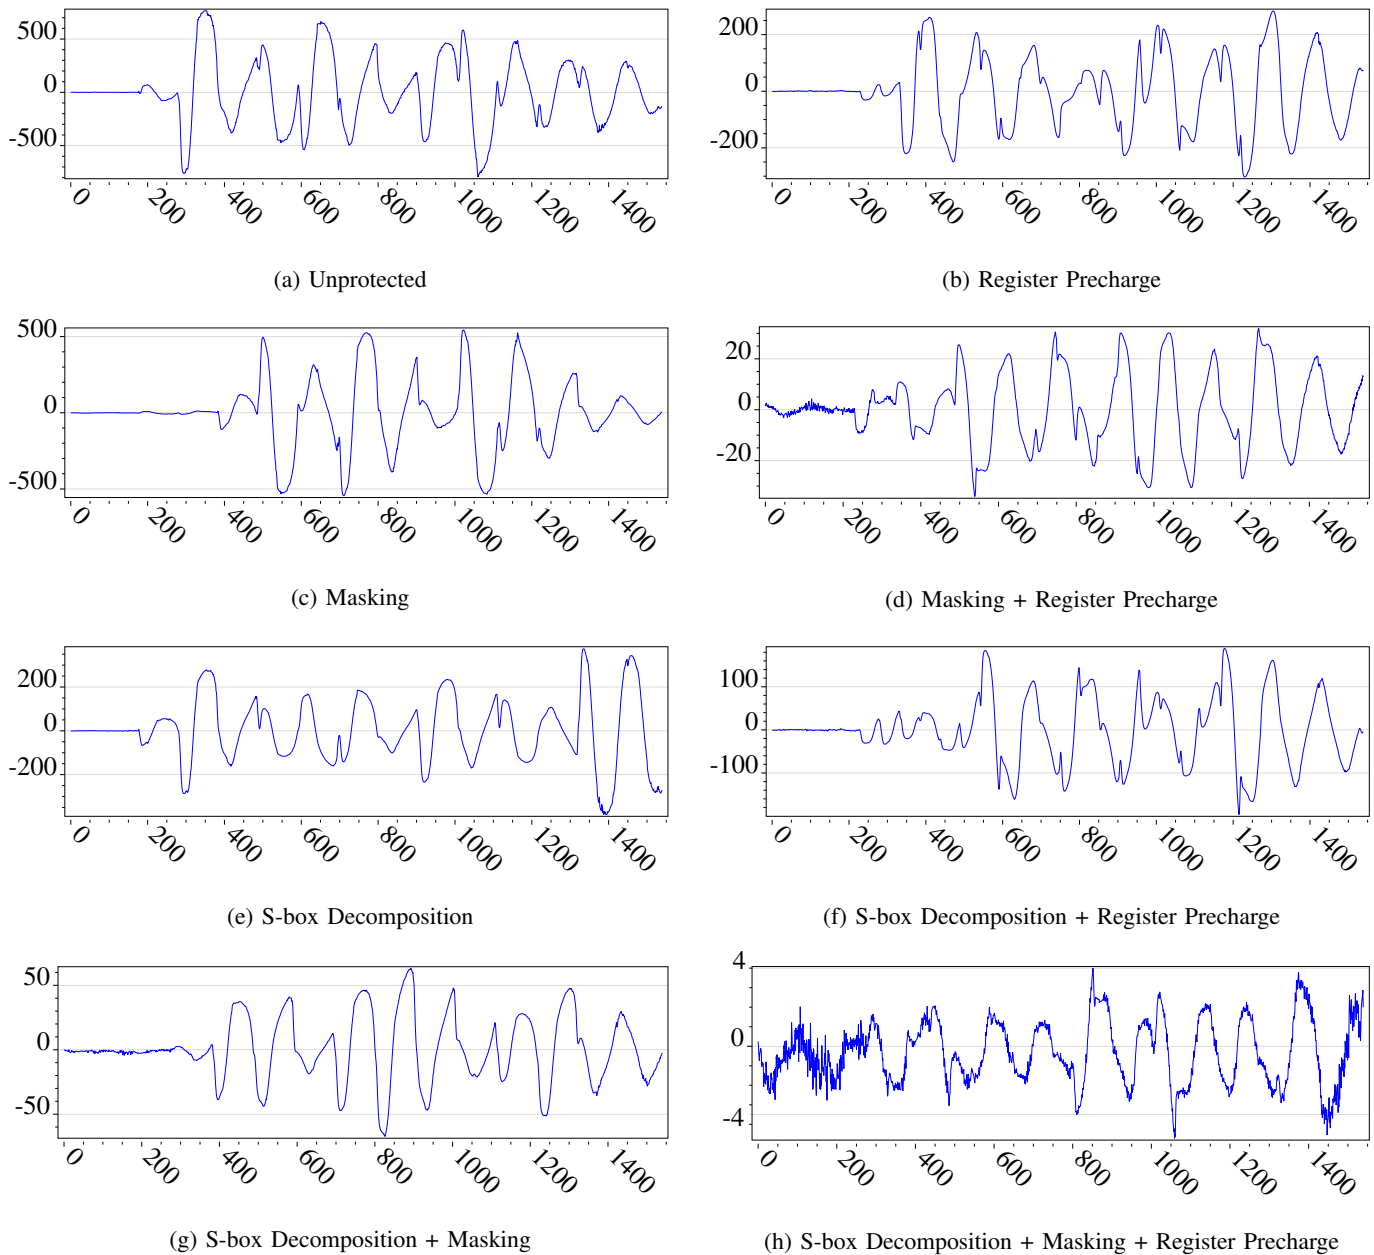 500
0
-500
0 200 400 600 800 1000 1200 1400
(a) Unprotected
200
0
-200
0 200 400 600 800 1000 1200 1400
(b) Register Precharge
500
0
-500
0 200 400 600 800 1000 1200 1400
(c) Masking
20
0
-20
0 200 400 600 800 1000 1200 1400
(d) Masking + Register Precharge
200
0
-200
0 200 400 600 800 1000 1200 1400
(e) S-box Decomposition
100
0
-100
0 200 400 600 800 1000 1200 1400
(f) S-box Decomposition + Register Precharge
50
0
-50
0 200 400 600 800 1000 1200 1400
(g) S-box Decomposition + Masking
4
0
-4
0 200 400 600 800 1000 1200 1400
(h) S-box Decomposition + Masking + Register Precharge